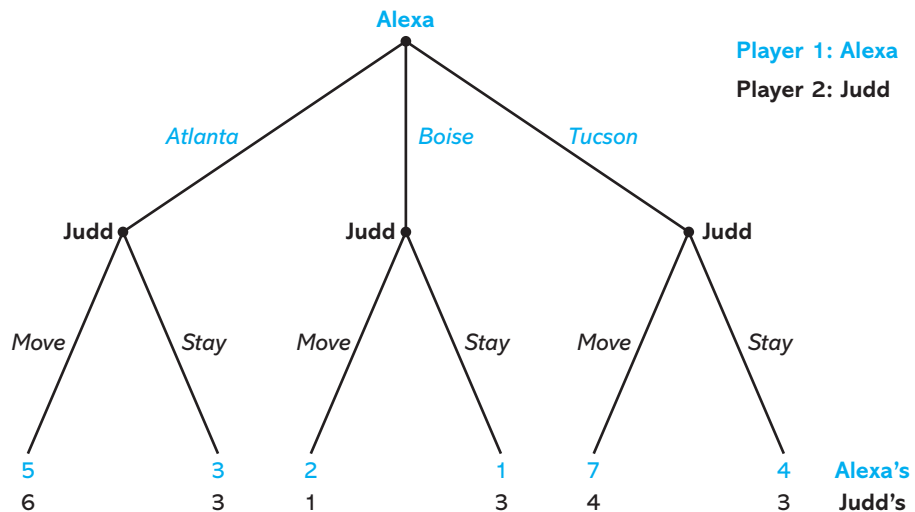 Alexa
Player 1: Alexa
Player 2: Judd
Atlanta Boise Tucson
Judd Judd Judd
Move Stay Move Stay Move Stay
5 3 2 1 7 4 Alexa's
6 3 1 3 4 3 Judd's